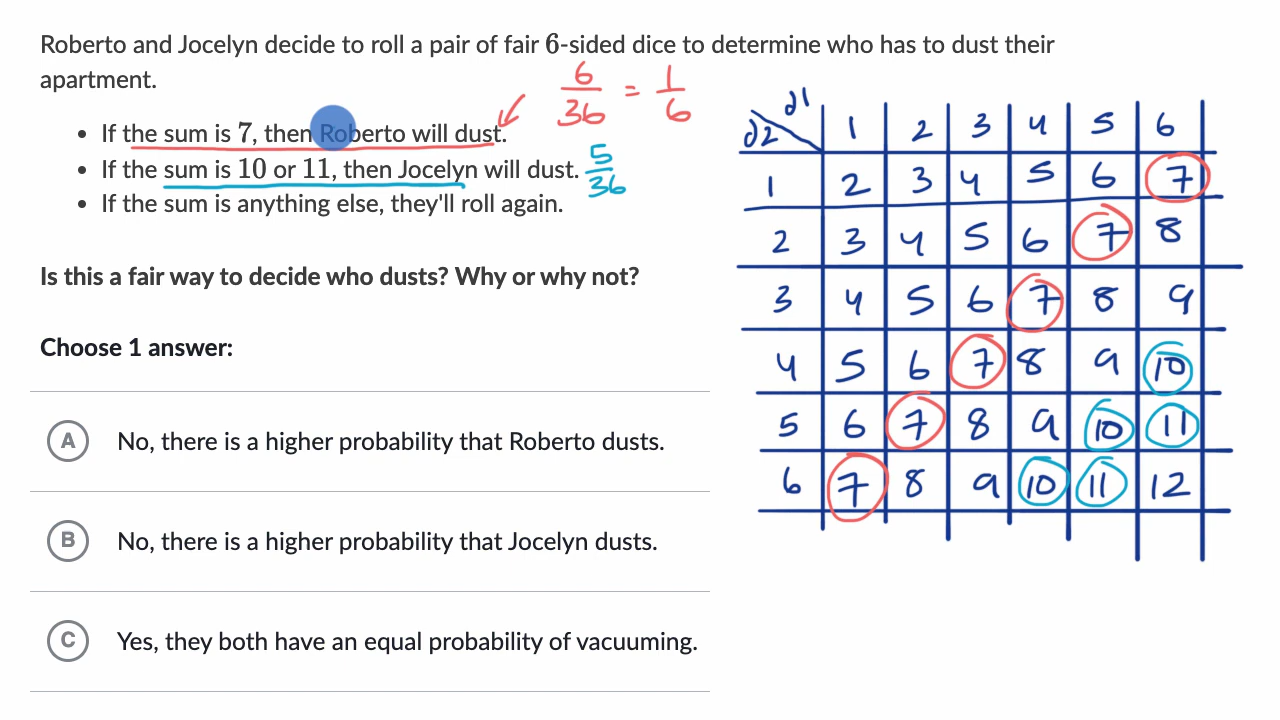 Roberto and Jocelyn decide to roll a pair of fair 6-sided dice to determine who has to dust their
apartment.
6/36 = 1/6
• If the sum is 7, then Roberto will dust.
• If the sum is 10 or 11, then Jocelyn will dust. 5/36
• If the sum is anything else, they'll roll again.
Is this a fair way to decide who dusts? Why or why not?
Choose 1 answer:
A No, there is a higher probability that Roberto dusts.
B No, there is a higher probability that Jocelyn dusts.
C Yes, they both have an equal probability of vacuuming.
d1
d2 1 2 3 4 5 6
1 2 3 4 5 6 7
2 3 4 5 6 7 8
3 4 5 6 7 8 9
4 5 6 7 8 9 10
5 6 7 8 9 10 11
6 7 8 9 10 11 12